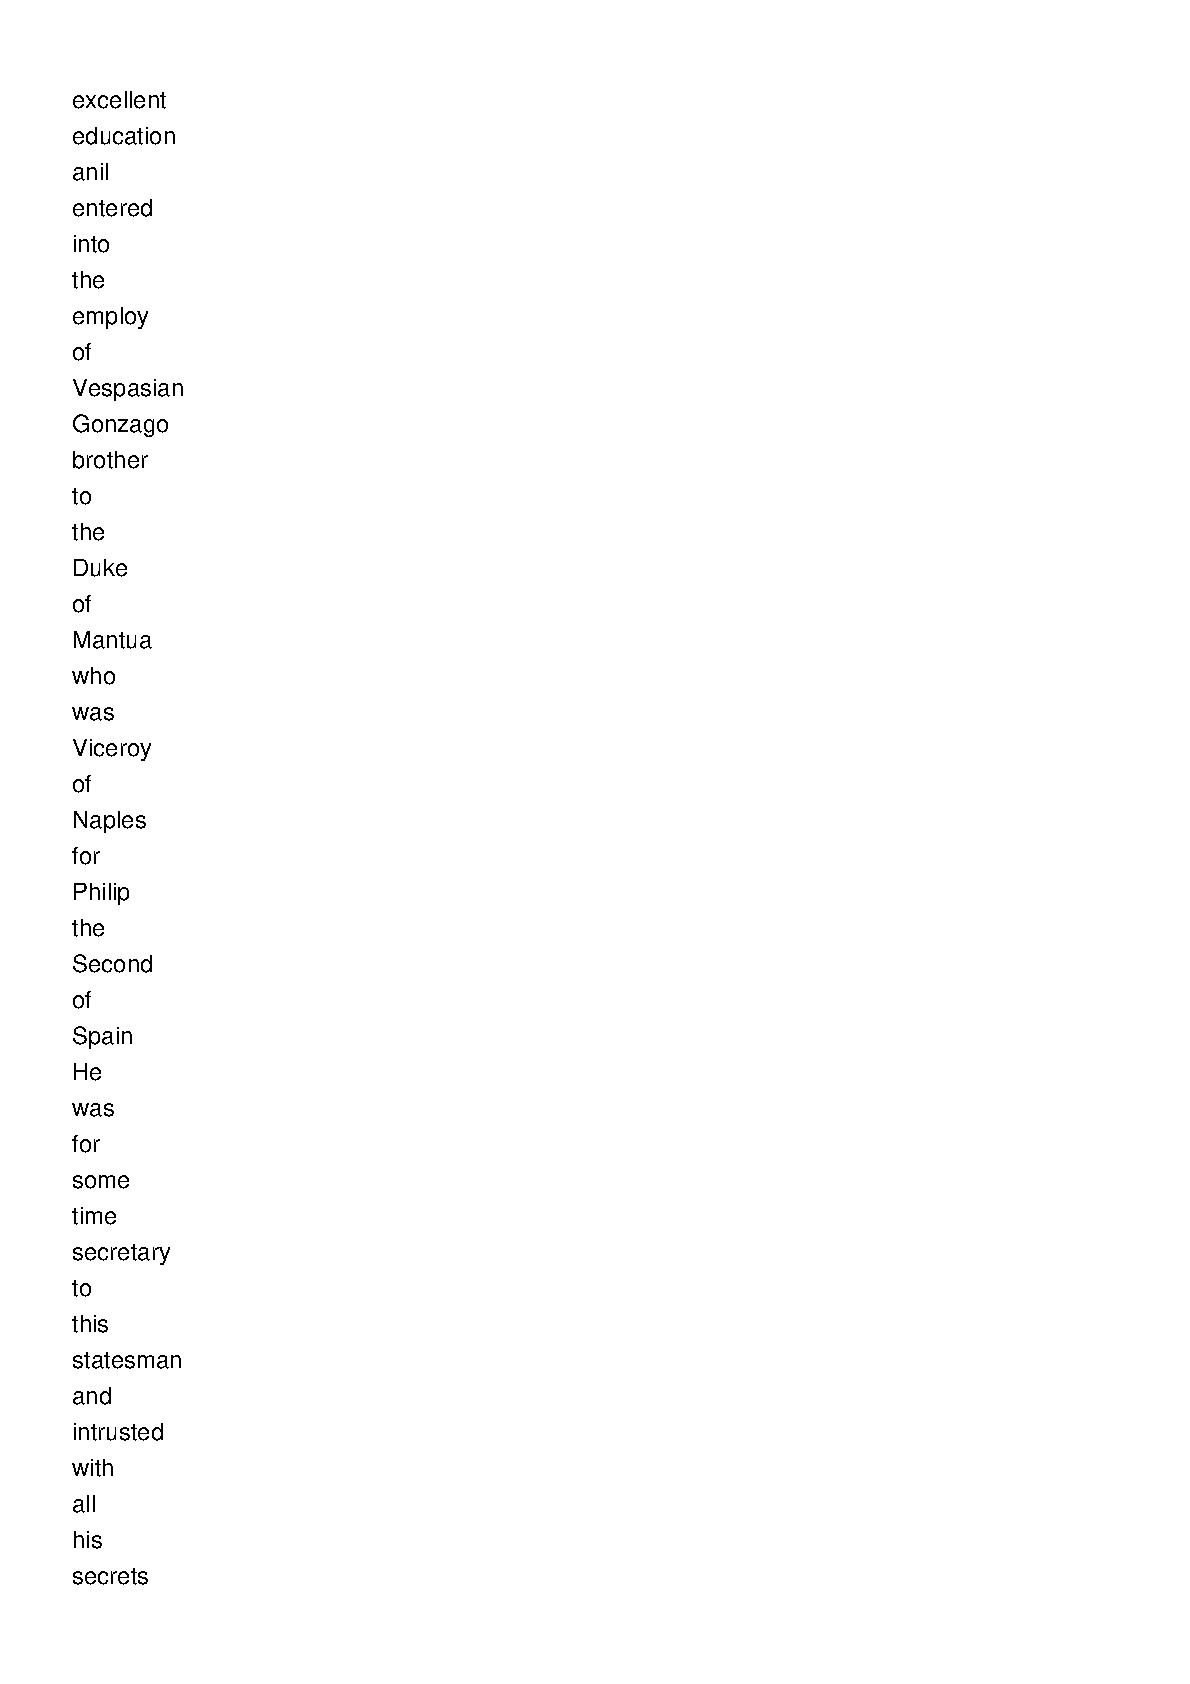 excellent
education
anil
entered
into
the
employ
of
Vespasian
Gonzago
brother
to
the
Duke
of
Mantua
who
was
Viceroy
of
Naples
for
Philip
the
Second
of
Spain
He
was
for
some
time
secretary
to
this
statesman
and
intrusted
with
all
his
secrets